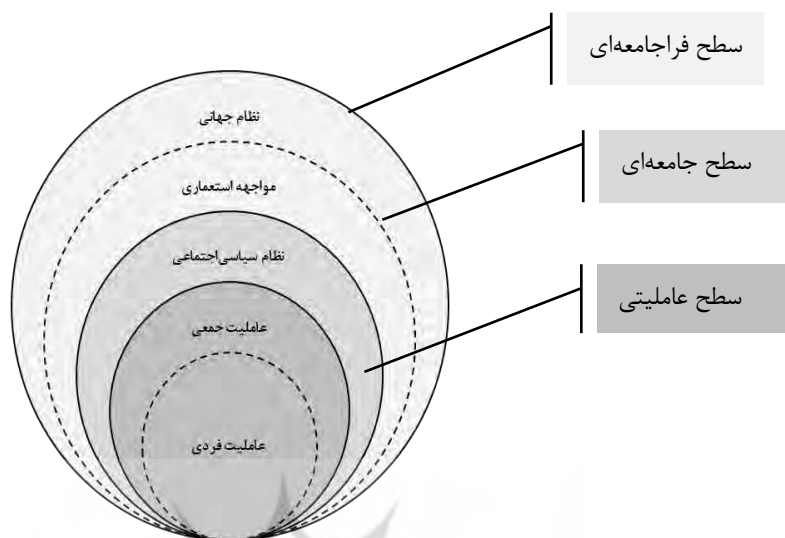 سطح فراجامعه‌ای
نظام جهانی
سطح جامعه‌ای
مواجهه استعماری
نظام سیاسی‌اجتماعی
سطح عاملیتی
عاملیت جمعی
عاملیت فردی